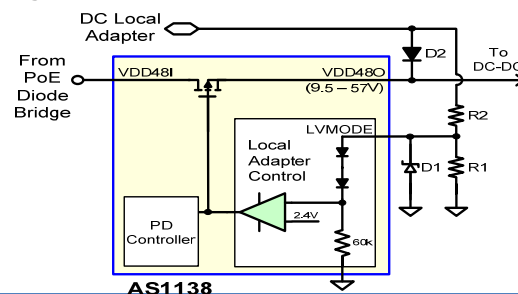 DC Local
Adapter
D2
To
DC-DC
From
PoE
Diode
Bridge
VDD48I
VDD48O
(9.5 – 57V)
R2
LVMODE
Local
Adapter
Control
D1
R1
2.4V
60k
PD
Controller
AS1138